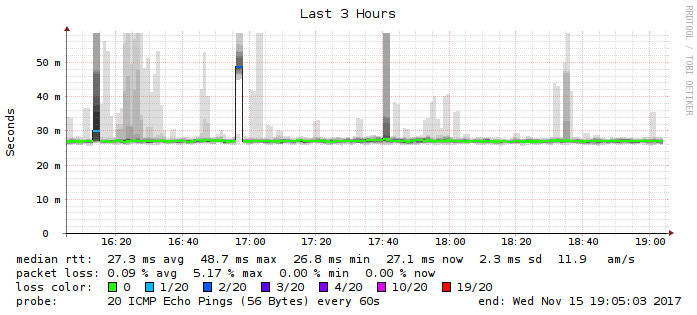 Last 3 Hours
RRDTOOL / TOBI OETIKER
Seconds
50 m
40 m
30 m
20 m
10 m
0
16:20 16:40 17:00 17:20 17:40 18:00 18:20 18:40 19:00
median rtt: 27.3 ms avg 48.7 ms max 26.8 ms min 27.1 ms now 2.3 ms sd 11.9 am/s
packet loss: 0.09 % avg 5.17 % max 0.00 % min 0.00 % now
loss color: 0 1/20 2/20 3/20 4/20 10/20 19/20
probe: 20 ICMP Echo Pings (56 Bytes) every 60s end: Wed Nov 15 19:05:03 2017